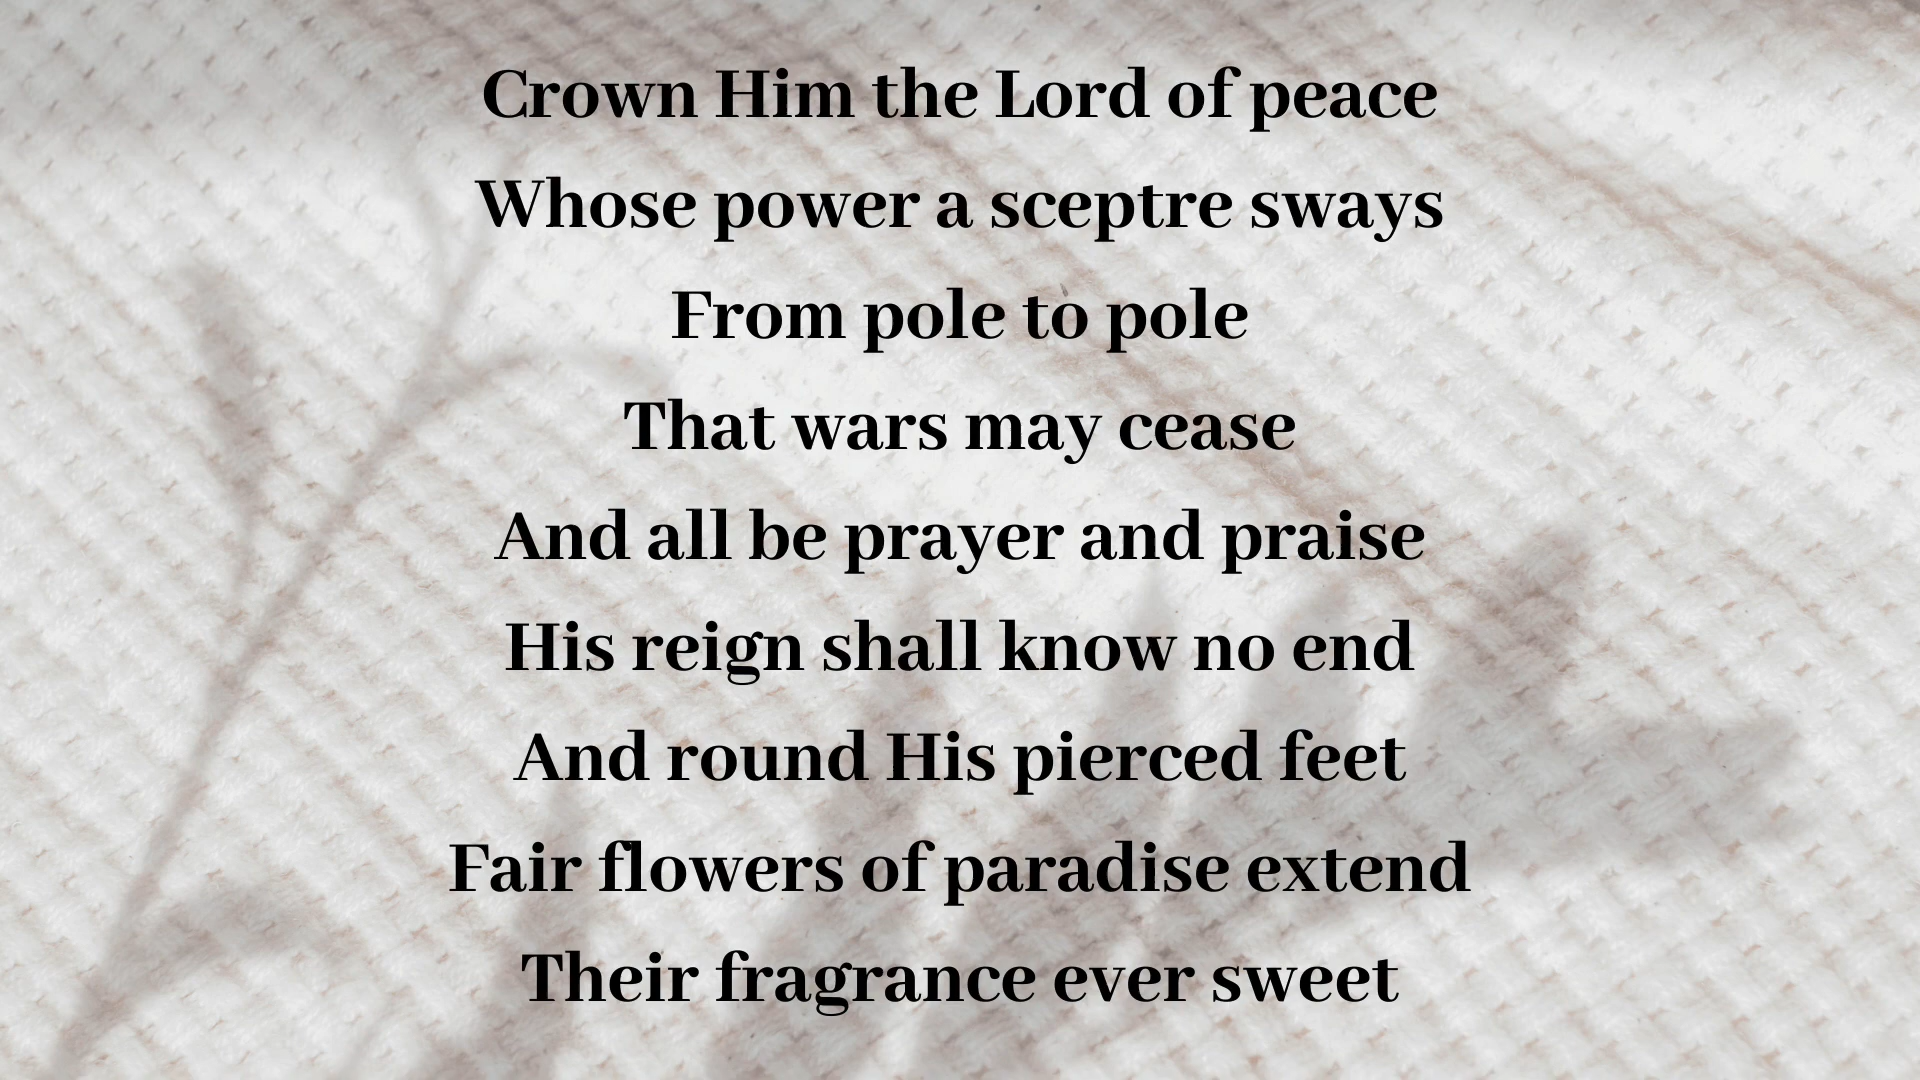 Crown Him the Lord of peace
Whose power a sceptre sways
From pole to pole
That wars may cease
And all be prayer and praise
His reign shall know no end
And round His pierced feet
Fair flowers of paradise extend
Their fragrance ever sweet